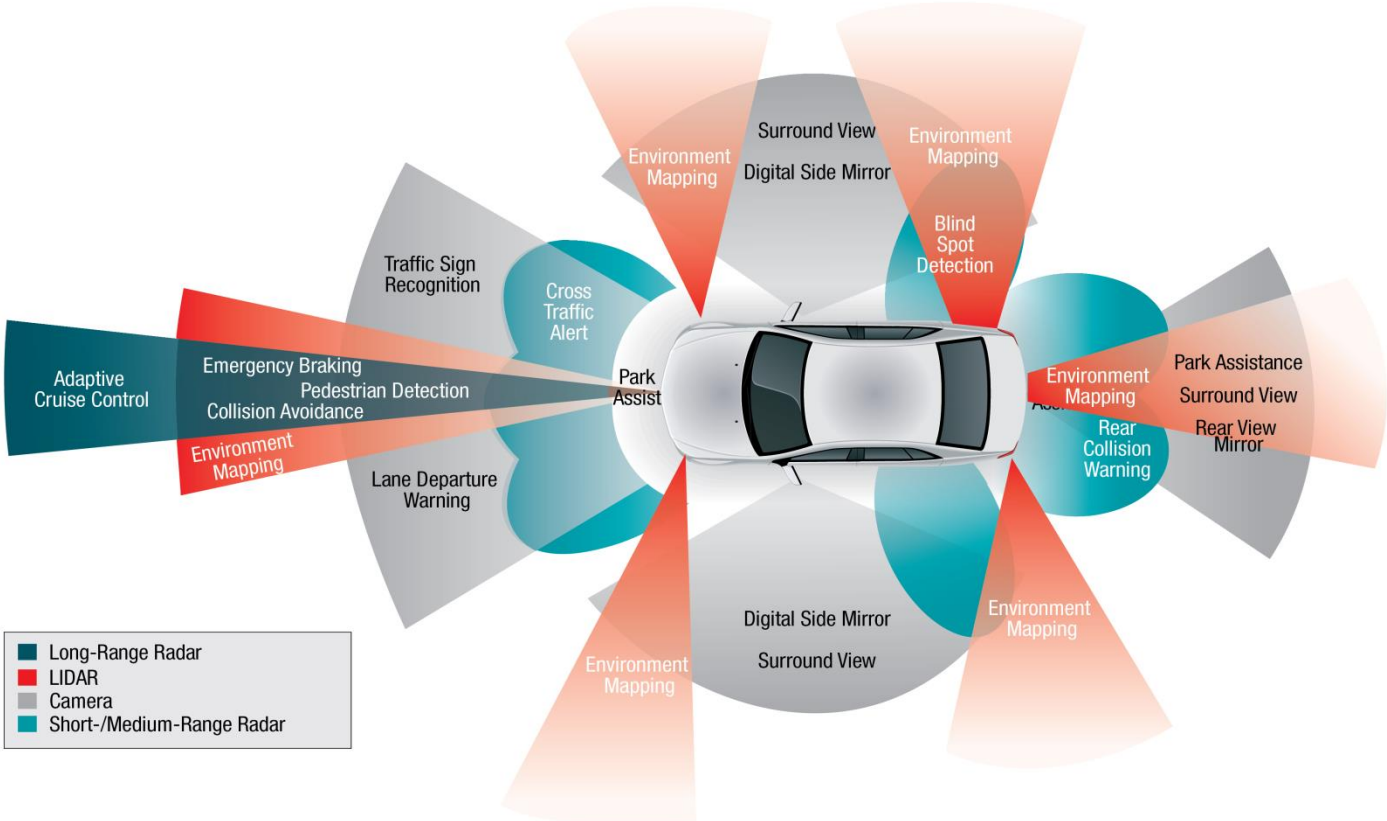 Surround View
Digital Side Mirror
Environment
Mapping
Environment
Mapping
Blind
Spot
Detection
Traffic Sign
Recognition
Cross
Traffic
Alert
Adaptive
Cruise Control
Emergency Braking
Pedestrian Detection
Collision Avoidance
Environment
Mapping
Park
Assist
Lane Departure
Warning
Environment
Mapping
Rear
Collision
Warning
Park Assistance
Surround View
Rear View
Mirror
Environment
Mapping
Digital Side Mirror
Surround View
Environment
Mapping
Long-Range Radar
LIDAR
Camera
Short-/Medium-Range Radar